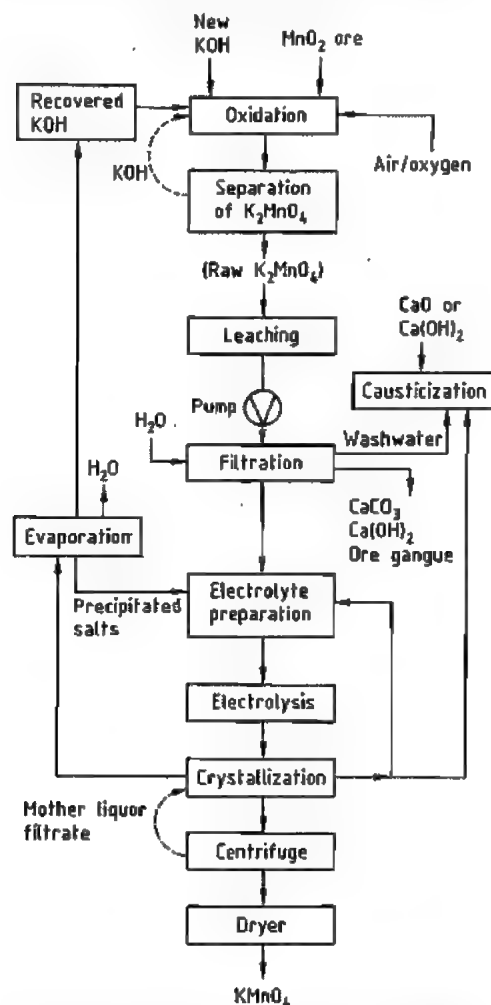 New
KOH
MnO₂ ore
Recovered
KOH
Oxidation
KOH
Air/oxygen
Separation
of K₂MnO₄
(Raw K₂MnO₄)
Leaching
CaO or
Ca(OH)₂
Causticization
Pump
H₂O
Washwater
Filtration
H₂O
CaCO₃
Ca(OH)₂
Ore gangue
Evaporation
Precipitated
salts
Electrolyte
preparation
Electrolysis
Crystallization
Mother liquor
filtrate
Centrifuge
Dryer
KMnO₄